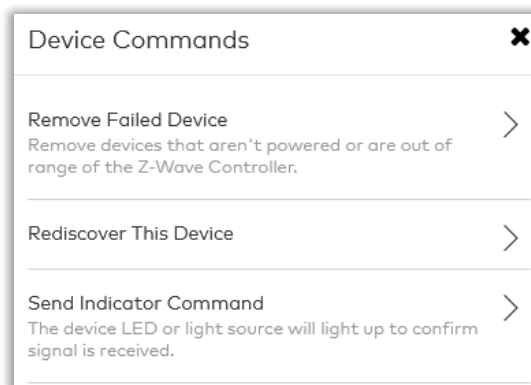 Device Commands
Remove Failed Device
Remove devices that aren't powered or are out of
range of the Z-Wave Controller.
Rediscover This Device
Send Indicator Command
The device LED or light source will light up to confirm
signal is received.